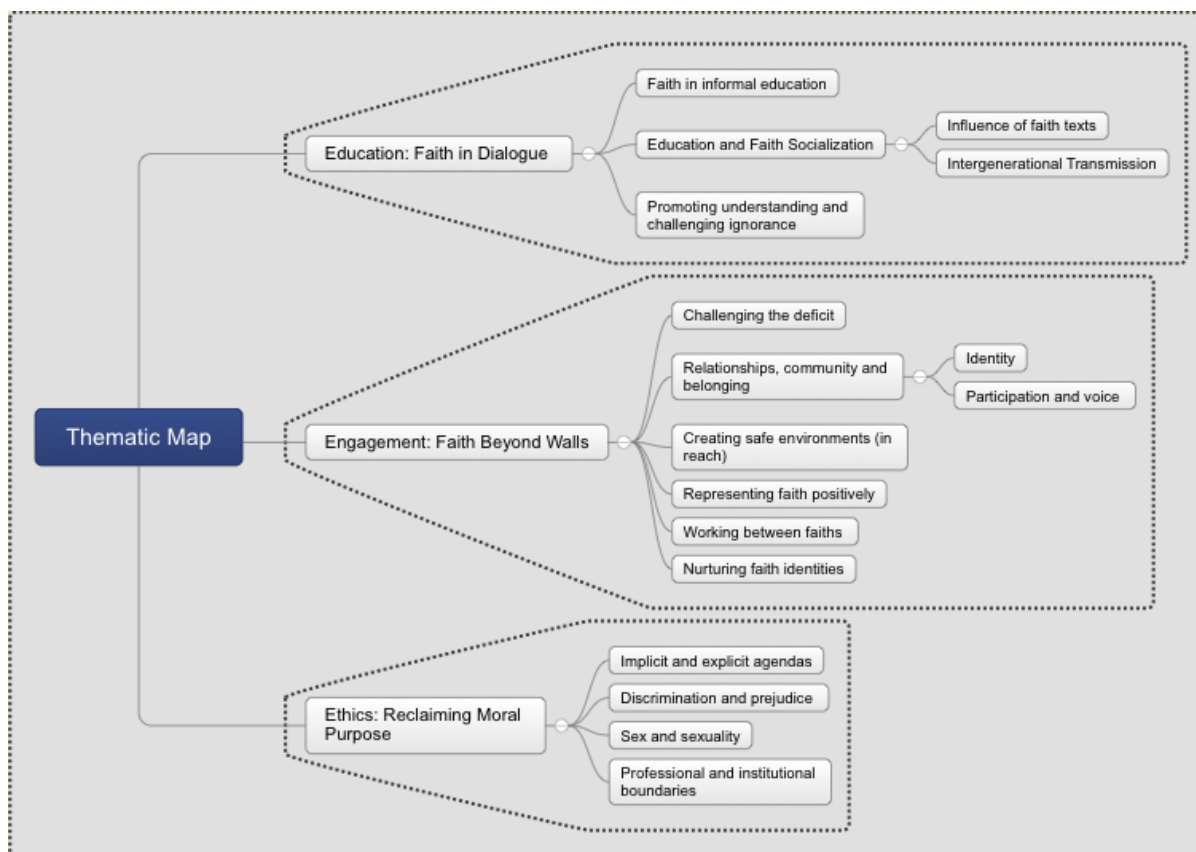 Thematic Map
Education: Faith in Dialogue
Faith in informal education
Education and Faith Socialization
Influence of faith texts
Intergenerational Transmission
Promoting understanding and
challenging ignorance
Engagement: Faith Beyond Walls
Challenging the deficit
Relationships, community and
belonging
Identity
Participation and voice
Creating safe environments (in
reach)
Representing faith positively
Working between faiths
Nurturing faith identities
Ethics: Reclaiming Moral
Purpose
Implicit and explicit agendas
Discrimination and prejudice
Sex and sexuality
Professional and institutional
boundaries